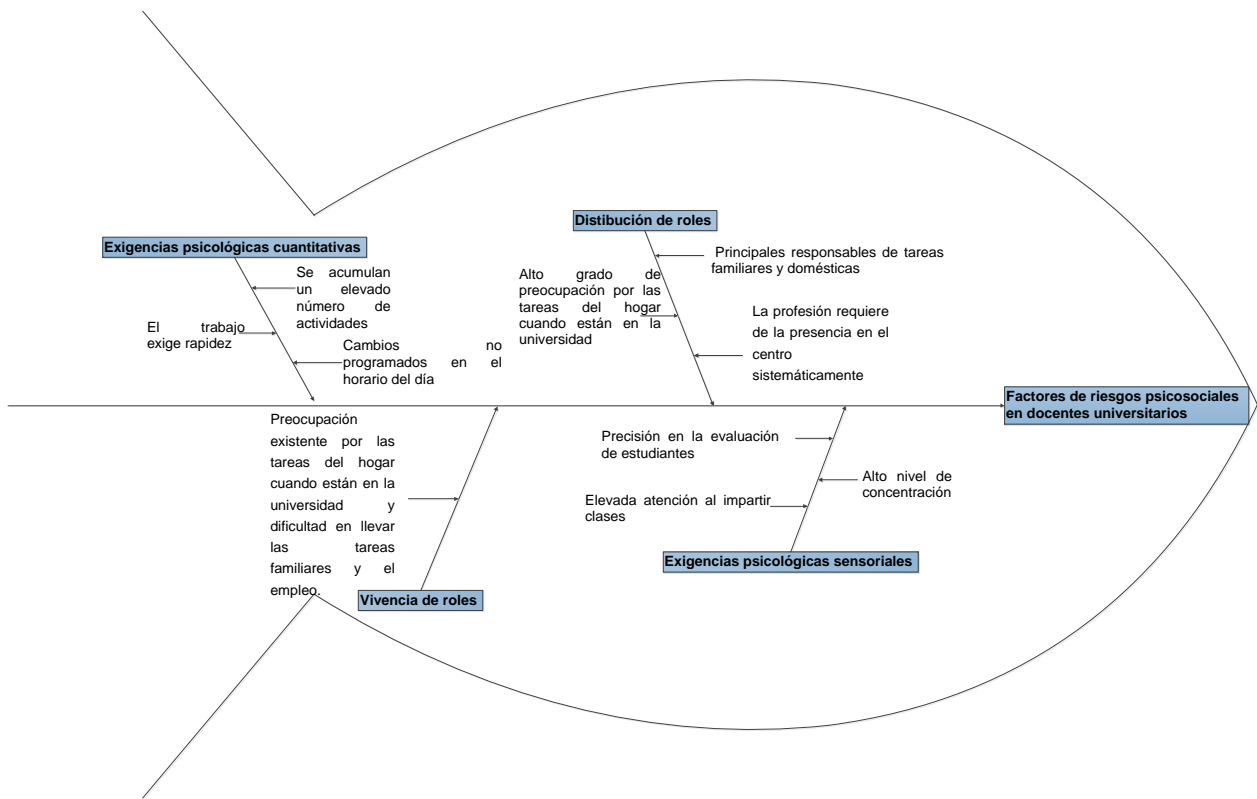 Exigencias psicológicas cuantitativas
Se acumulan
un elevado
número de
actividades
El trabajo
exige rapidez
Cambios no
programados en el
horario del día
Distibución de roles
Principales responsables de tareas
familiares y domésticas
Alto grado de
preocupación por las
tareas del hogar
cuando están en la
universidad
La profesión requiere
de la presencia en el
centro
sistemáticamente
Factores de riesgos psicosociales
en docentes universitarios
Preocupación
existente por las
tareas del hogar
cuando están en la
universidad y
dificultad en llevar
las tareas
familiares y el
empleo.
Vivencia de roles
Precisión en la evaluación
de estudiantes
Alto nivel de
concentración
Elevada atención al impartir
clases
Exigencias psicológicas sensoriales